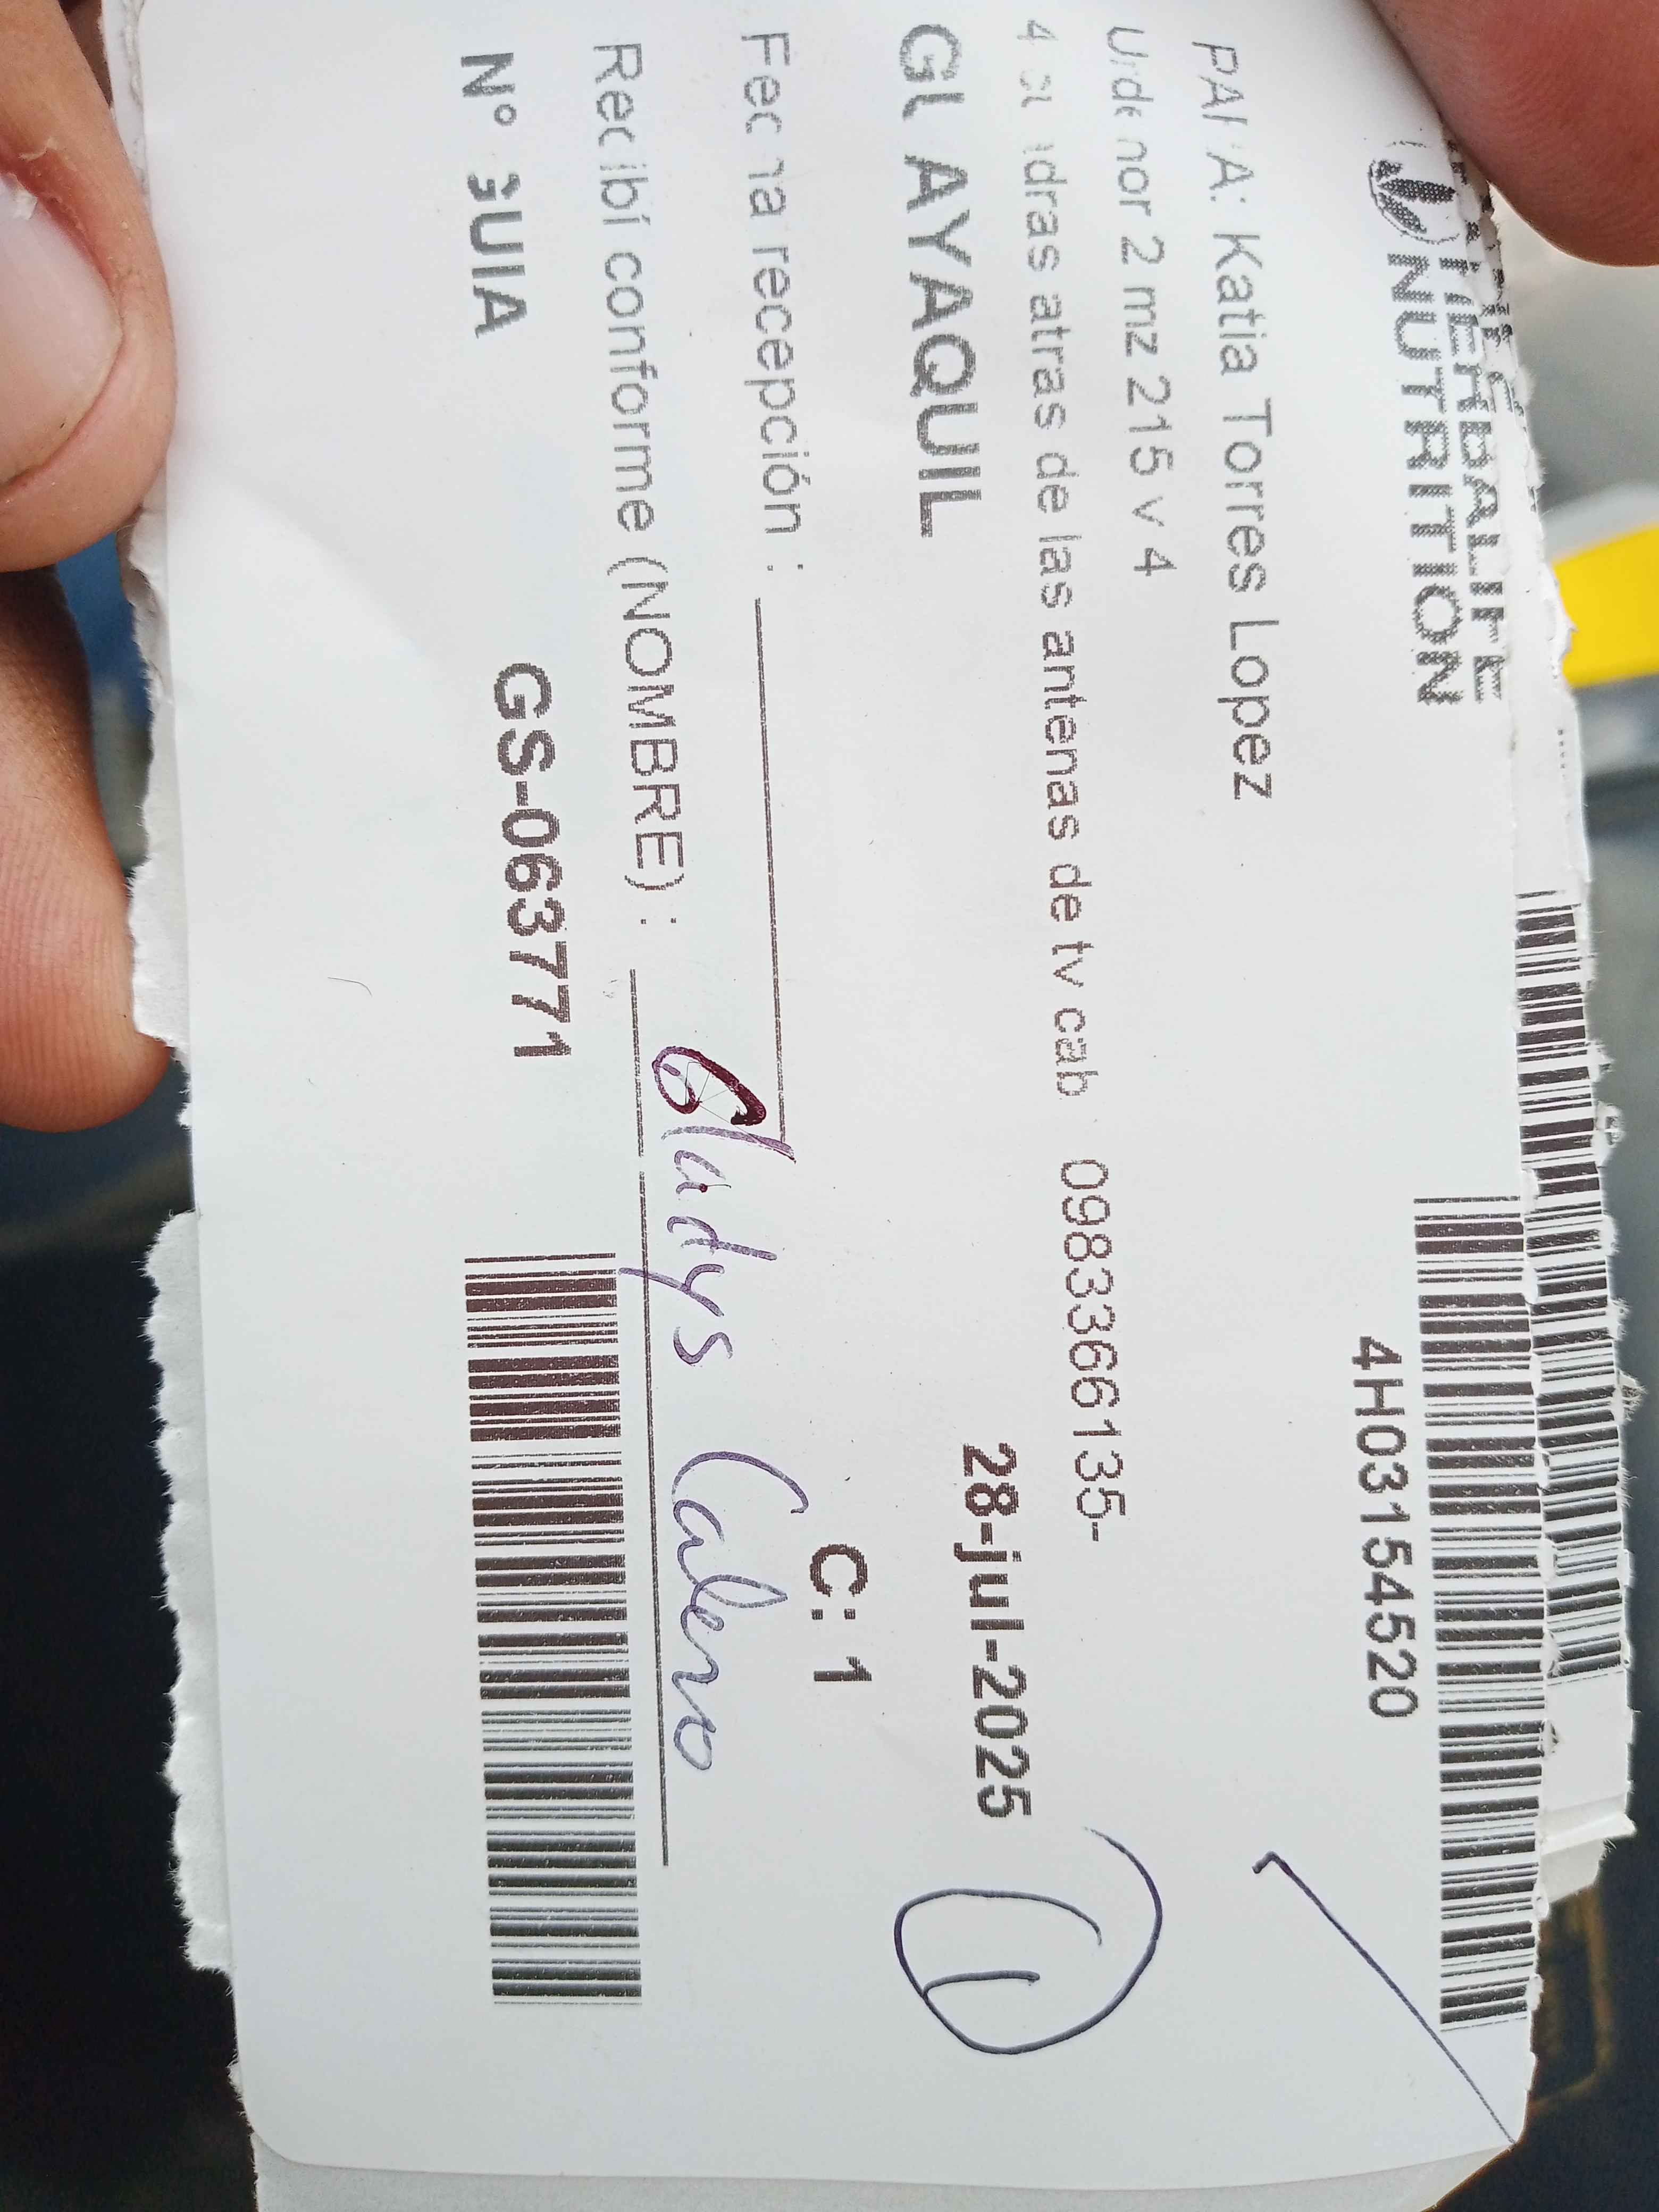 HERBALIFE
NUTRITION
4H03154520
PARA: Katia Torres Lopez
Urdenor 2 mz 215 v 4
4 cuadras atras de las antenas de tv cab 0983366135-
GUAYAQUIL
28-jul-2025
1
C: 1
Fecha recepción :
Recibí conforme (NOMBRE) : Gladys Calero
N° GUIA GS-063771